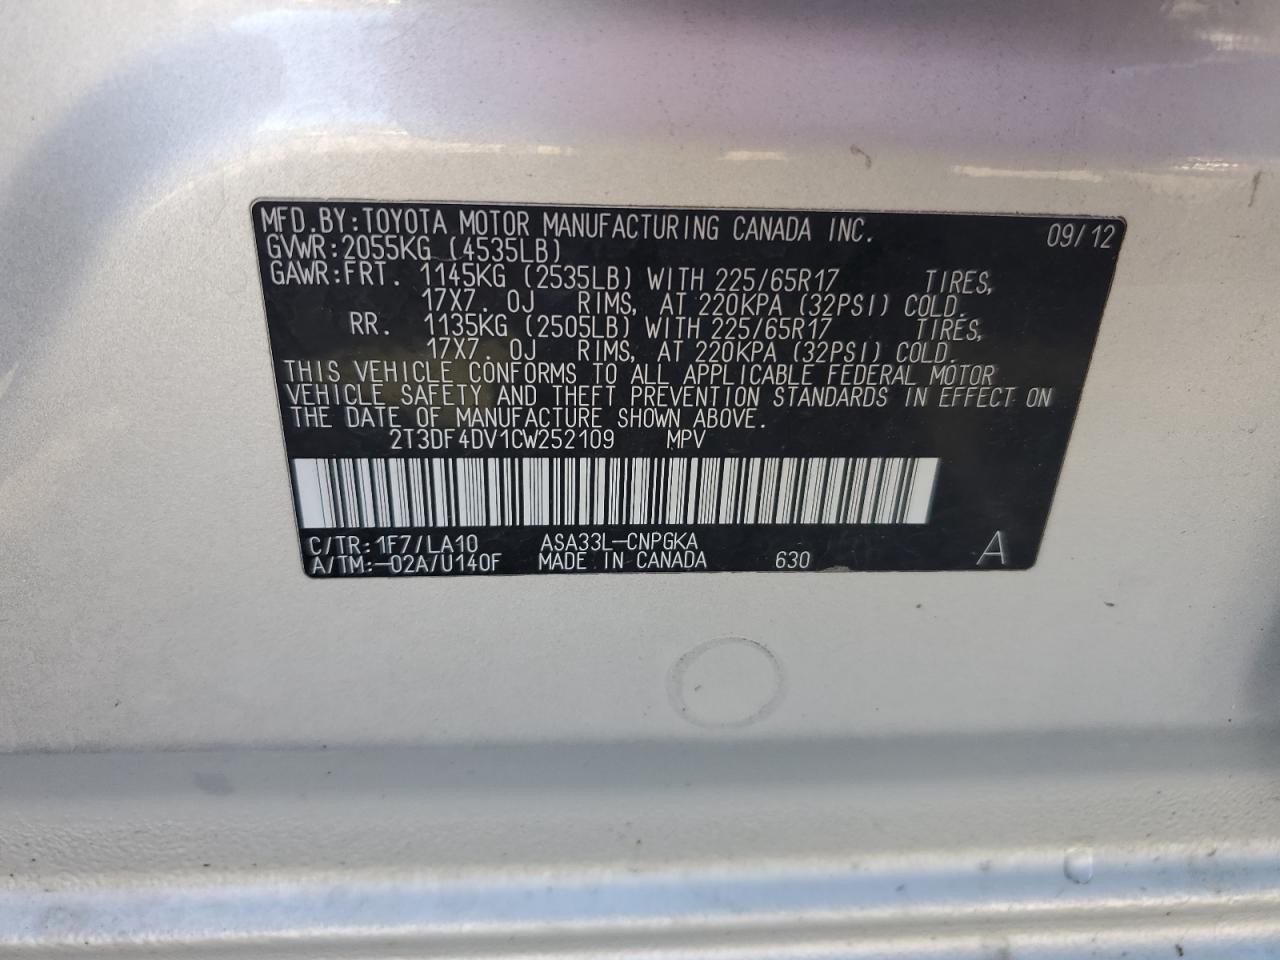 MFD.BY:TOYOTA MOTOR MANUFACTURING CANADA INC. 09/12
GVWR:2055KG (4535LB)
GAWR:FRT. 1145KG (2535LB) WITH 225/65R17 TIRES,
17X7.0J RIMS, AT 220KPA (32PSI) COLD.
RR. 1135KG (2505LB) WITH 225/65R17 TIRES,
17X7.0J RIMS, AT 220KPA (32PSI) COLD.
THIS VEHICLE CONFORMS TO ALL APPLICABLE FEDERAL MOTOR
VEHICLE SAFETY AND THEFT PREVENTION STANDARDS IN EFFECT ON
THE DATE OF MANUFACTURE SHOWN ABOVE.
2T3DF4DV1CW252109 MPV
C/TR:1F7/LA10 ASA33L-CNPGKA
A/TM:-02A/U140F MADE IN CANADA 630 A